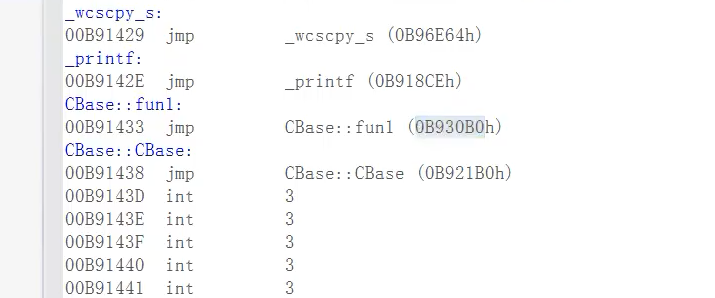 _wcscpy_s:
00B91429 jmp _wcscpy_s (0B96E64h)
_printf:
00B9142E jmp _printf (0B918CEh)
CBase::fun1:
00B91433 jmp CBase::fun1 (0B930B0h)
CBase::CBase:
00B91438 jmp CBase::CBase (0B921B0h)
00B9143D int 3
00B9143E int 3
00B9143F int 3
00B91440 int 3
00B91441 int 3